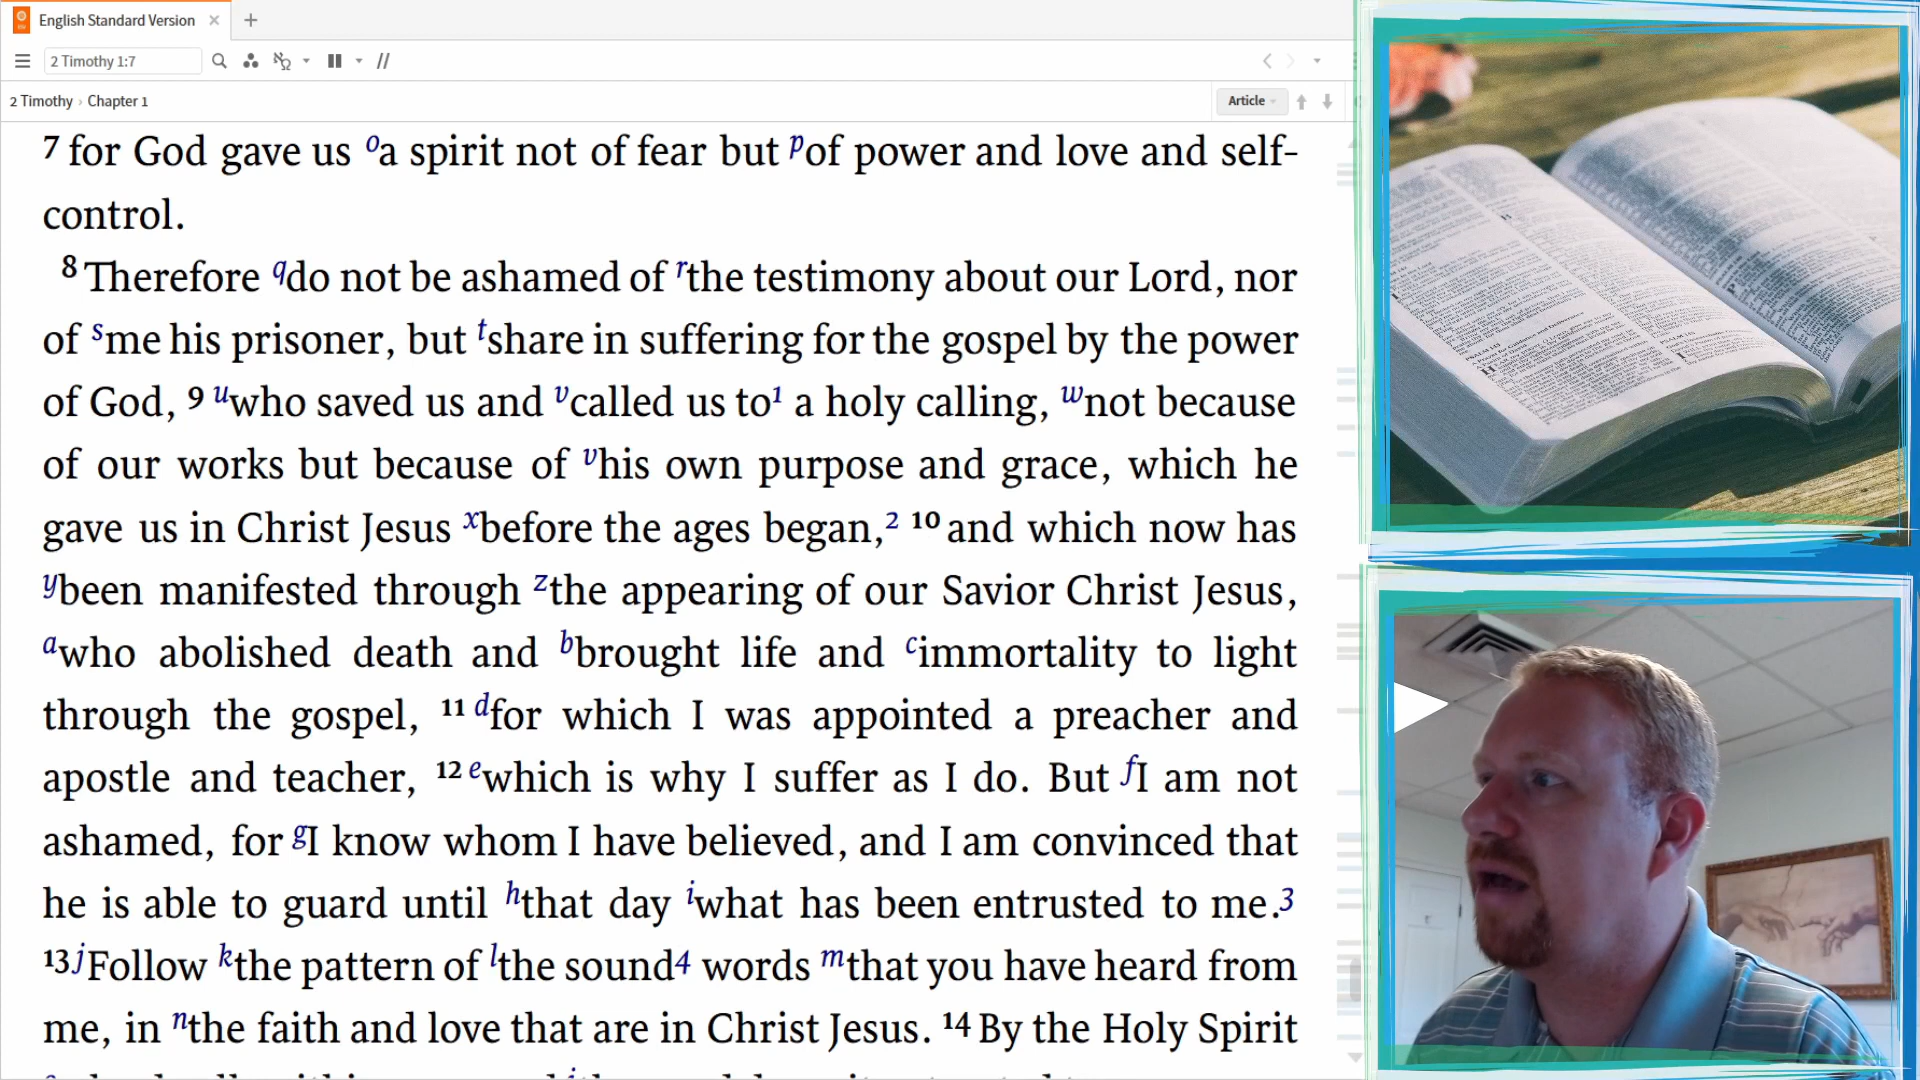 English Standard Version
2 Timothy 1:7
2 Timothy › Chapter 1
Article
7 for God gave us oa spirit not of fear but pof power and love and self-
control.
8 Therefore qdo not be ashamed of rthe testimony about our Lord, nor
of sme his prisoner, but tshare in suffering for the gospel by the power
of God, 9 uwho saved us and vcalled us to1 a holy calling, wnot because
of our works but because of vhis own purpose and grace, which he
gave us in Christ Jesus xbefore the ages began,2 10 and which now has
ybeen manifested through zthe appearing of our Savior Christ Jesus,
awho abolished death and bbrought life and cimmortality to light
through the gospel, 11 dfor which I was appointed a preacher and
apostle and teacher, 12 ewhich is why I suffer as I do. But fI am not
ashamed, for gI know whom I have believed, and I am convinced that
he is able to guard until hthat day iwhat has been entrusted to me.3
13 jFollow kthe pattern of lthe sound4 words mthat you have heard from
me, in nthe faith and love that are in Christ Jesus. 14 By the Holy Spirit